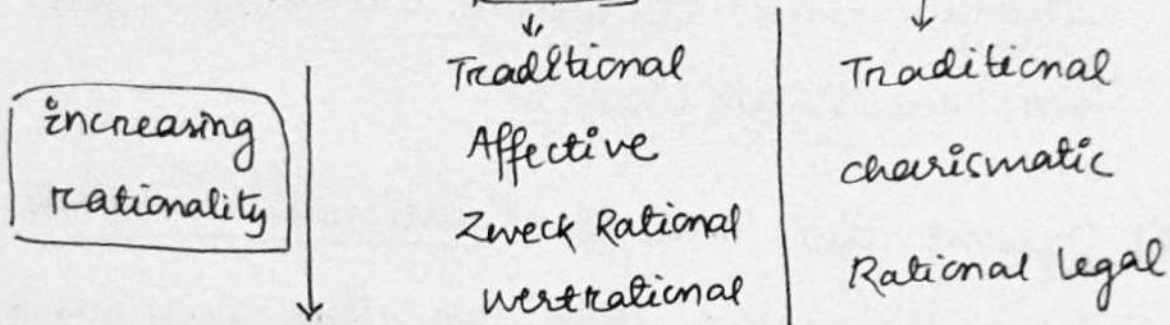 increasing
rationality
Traditional
Affective
Zweck Rational
Wertrational
Traditional
charismatic
Rational legal